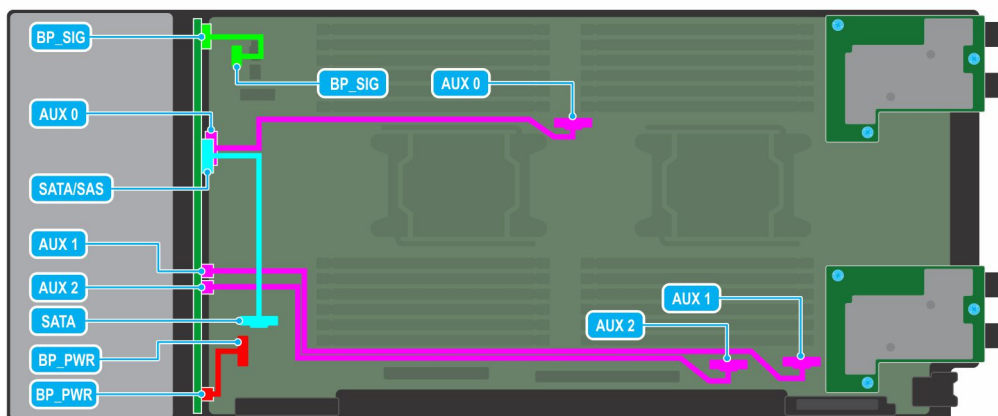 BP_SIG
BP_SIG
AUX 0
AUX 0
SATA/SAS
AUX 1
AUX 2
SATA
BP_PWR
BP_PWR
AUX 1
AUX 2